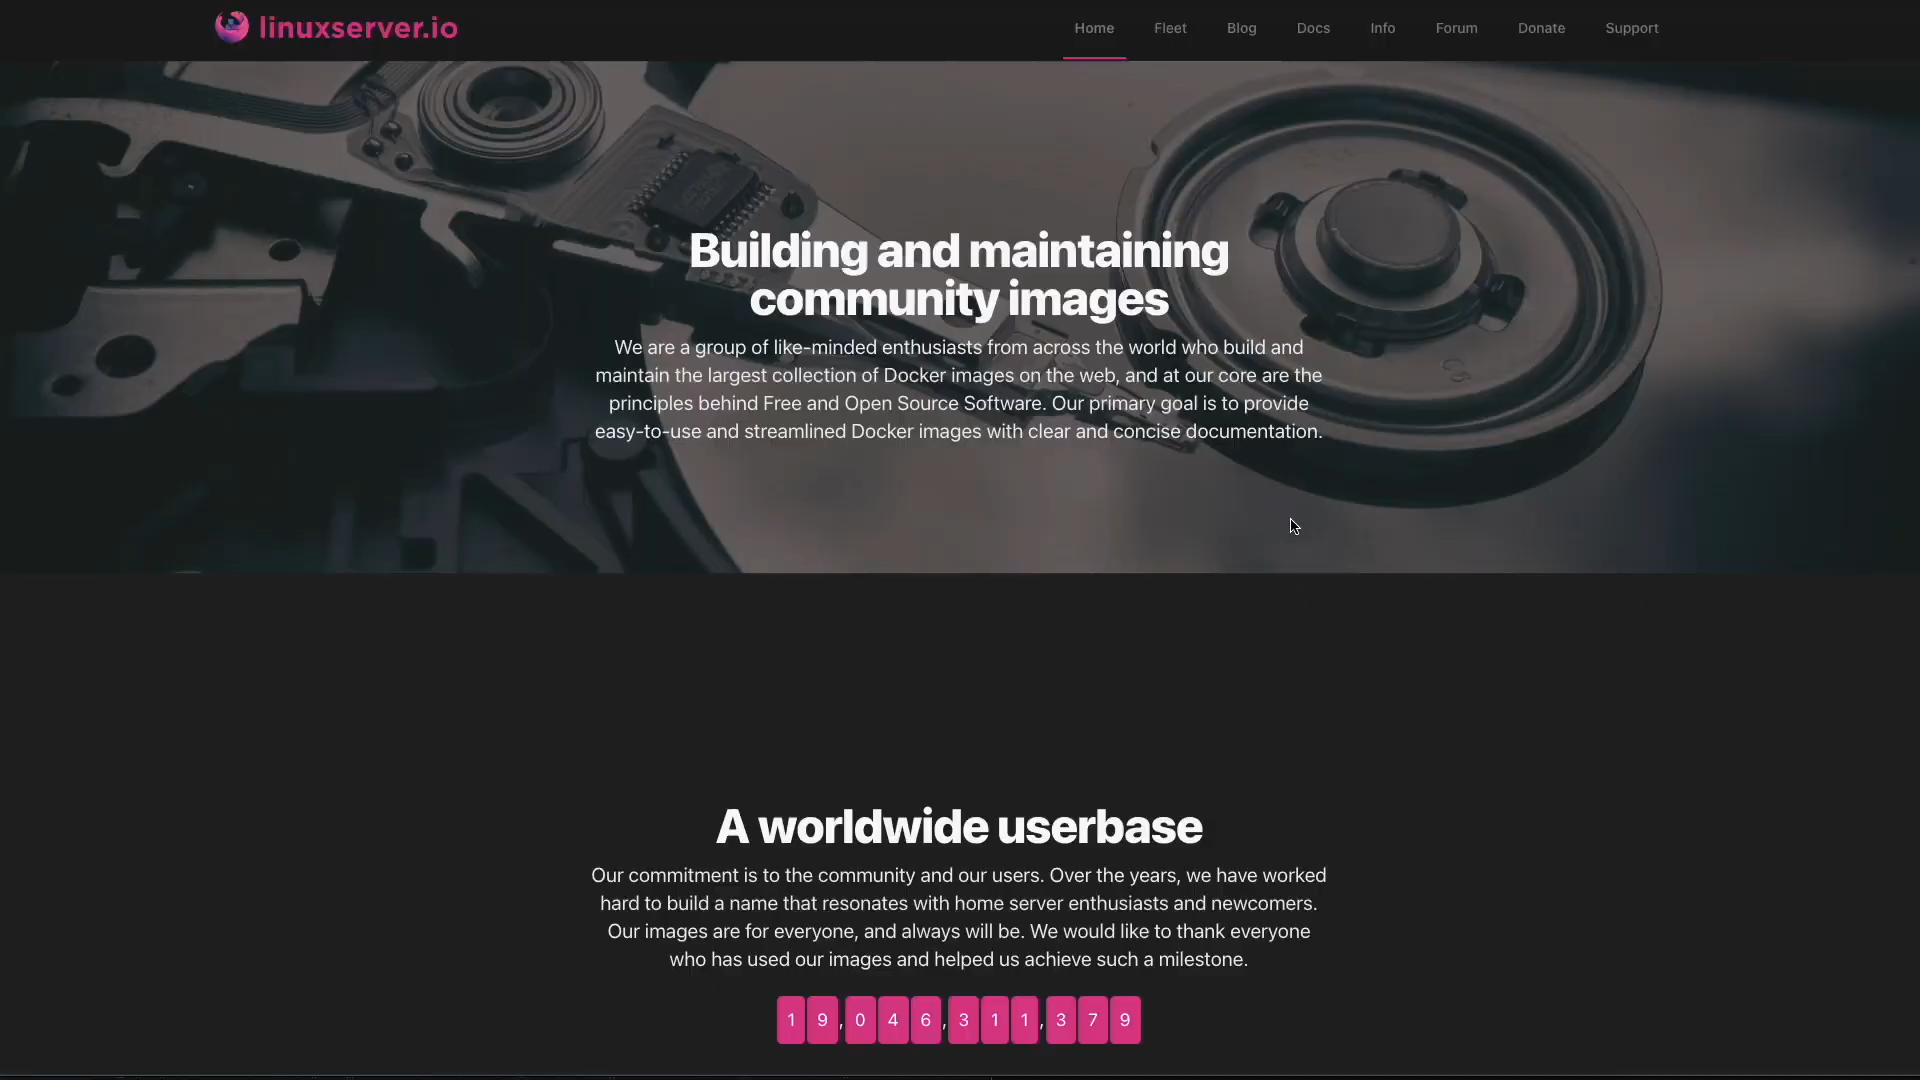 linuxserver.io
Home Fleet Blog Docs Info Forum Donate Support
Building and maintaining
community images
We are a group of like-minded enthusiasts from across the world who build and
maintain the largest collection of Docker images on the web, and at our core are the
principles behind Free and Open Source Software. Our primary goal is to provide
easy-to-use and streamlined Docker images with clear and concise documentation.
A worldwide userbase
Our commitment is to the community and our users. Over the years, we have worked
hard to build a name that resonates with home server enthusiasts and newcomers.
Our images are for everyone, and always will be. We would like to thank everyone
who has used our images and helped us achieve such a milestone.
19,046,311,379